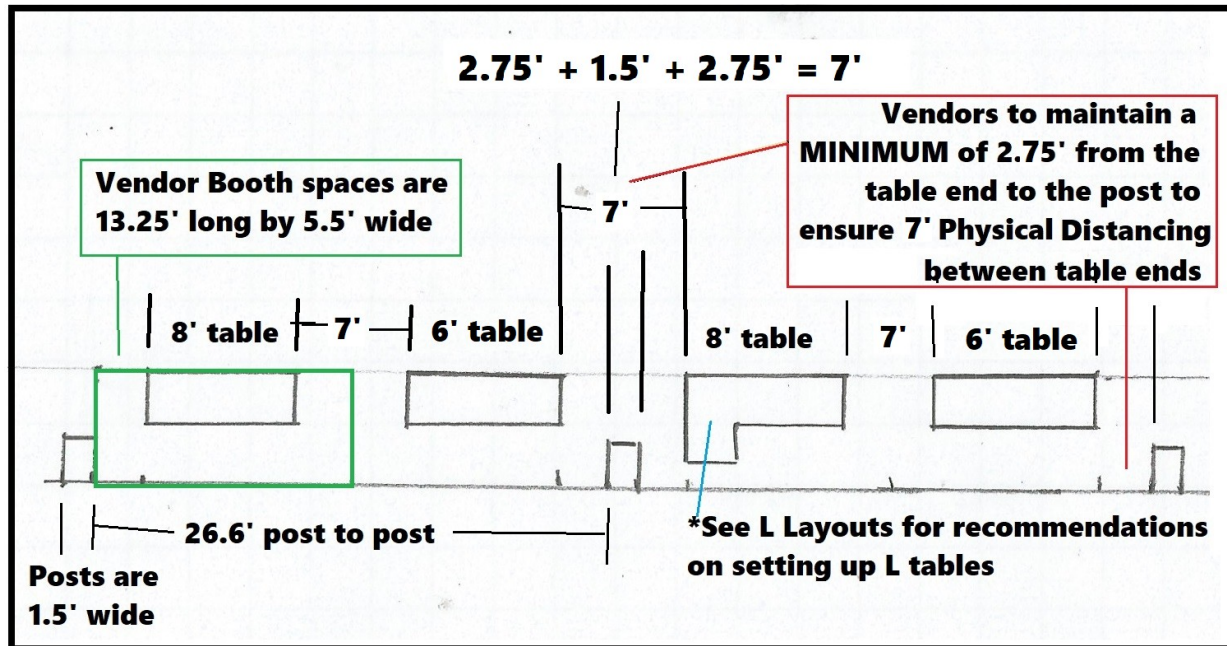 2.75' + 1.5' + 2.75' = 7'
Vendors to maintain a
MINIMUM of 2.75' from the
table end to the post to
ensure 7' Physical Distancing
between table ends
Vendor Booth spaces are
13.25' long by 5.5' wide
7'
8' table
7'
6' table
8' table
7'
6' table
26.6' post to post
*See L Layouts for recommendations
on setting up L tables
Posts are
1.5' wide